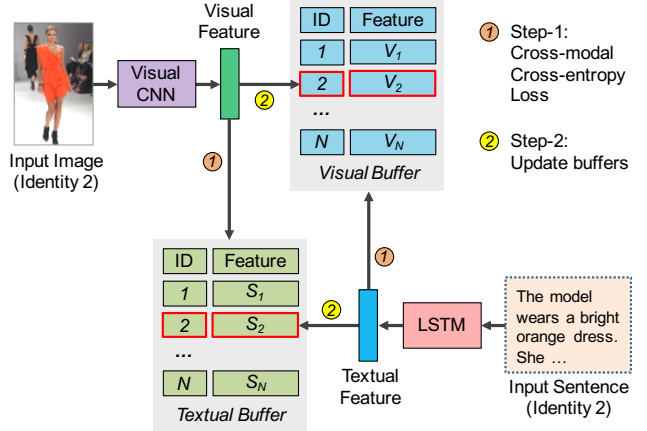 Visual
Feature
Visual
CNN
2
1
Input Image
(Identity 2)
ID Feature
1 V1
2 V2
...
N VN
Visual Buffer
1 Step-1:
Cross-modal
Cross-entropy
Loss
2 Step-2:
Update buffers
ID Feature
1 S1
2 S2
...
N SN
Textual Buffer
1
2
Textual
Feature
LSTM
The model
wears a bright
orange dress.
She ...
Input Sentence
(Identity 2)